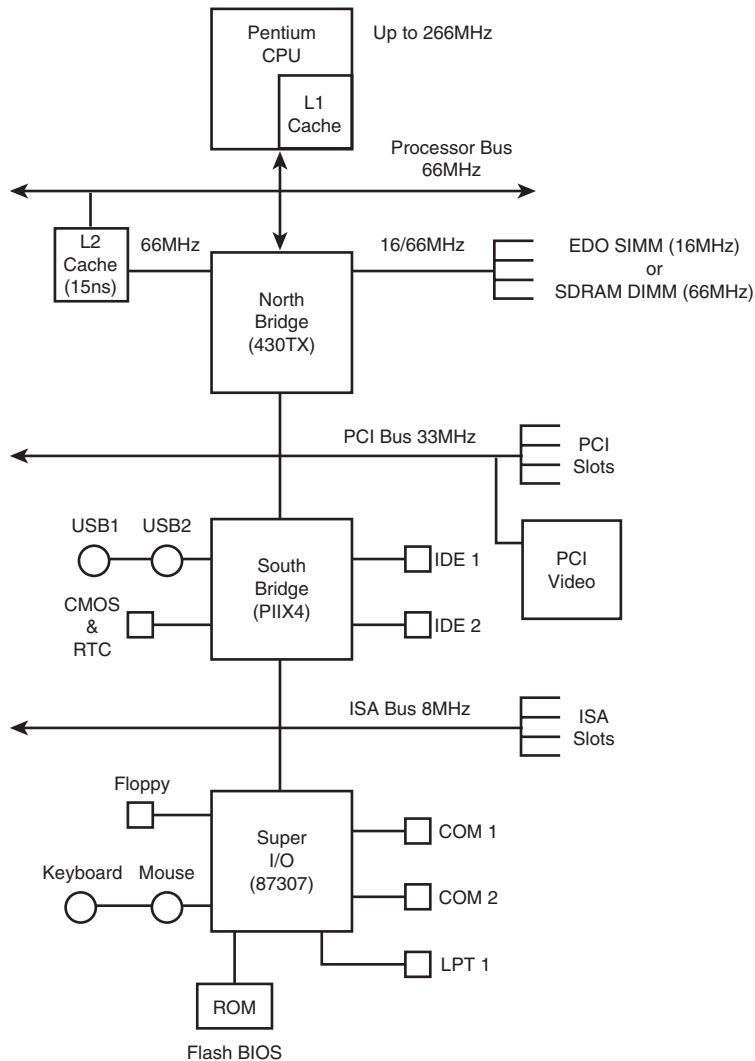 Pentium
CPU
Up to 266MHz
L1
Cache
Processor Bus
66MHz
L2
Cache
(15ns)
66MHz
16/66MHz
EDO SIMM (16MHz)
or
SDRAM DIMM (66MHz)
North
Bridge
(430TX)
PCI Bus 33MHz
PCI
Slots
USB1
USB2
South
Bridge
(PIIX4)
IDE 1
PCI
Video
CMOS
&
RTC
IDE 2
ISA Bus 8MHz
ISA
Slots
Floppy
Super
I/O
(87307)
COM 1
Keyboard
Mouse
COM 2
LPT 1
ROM
Flash BIOS